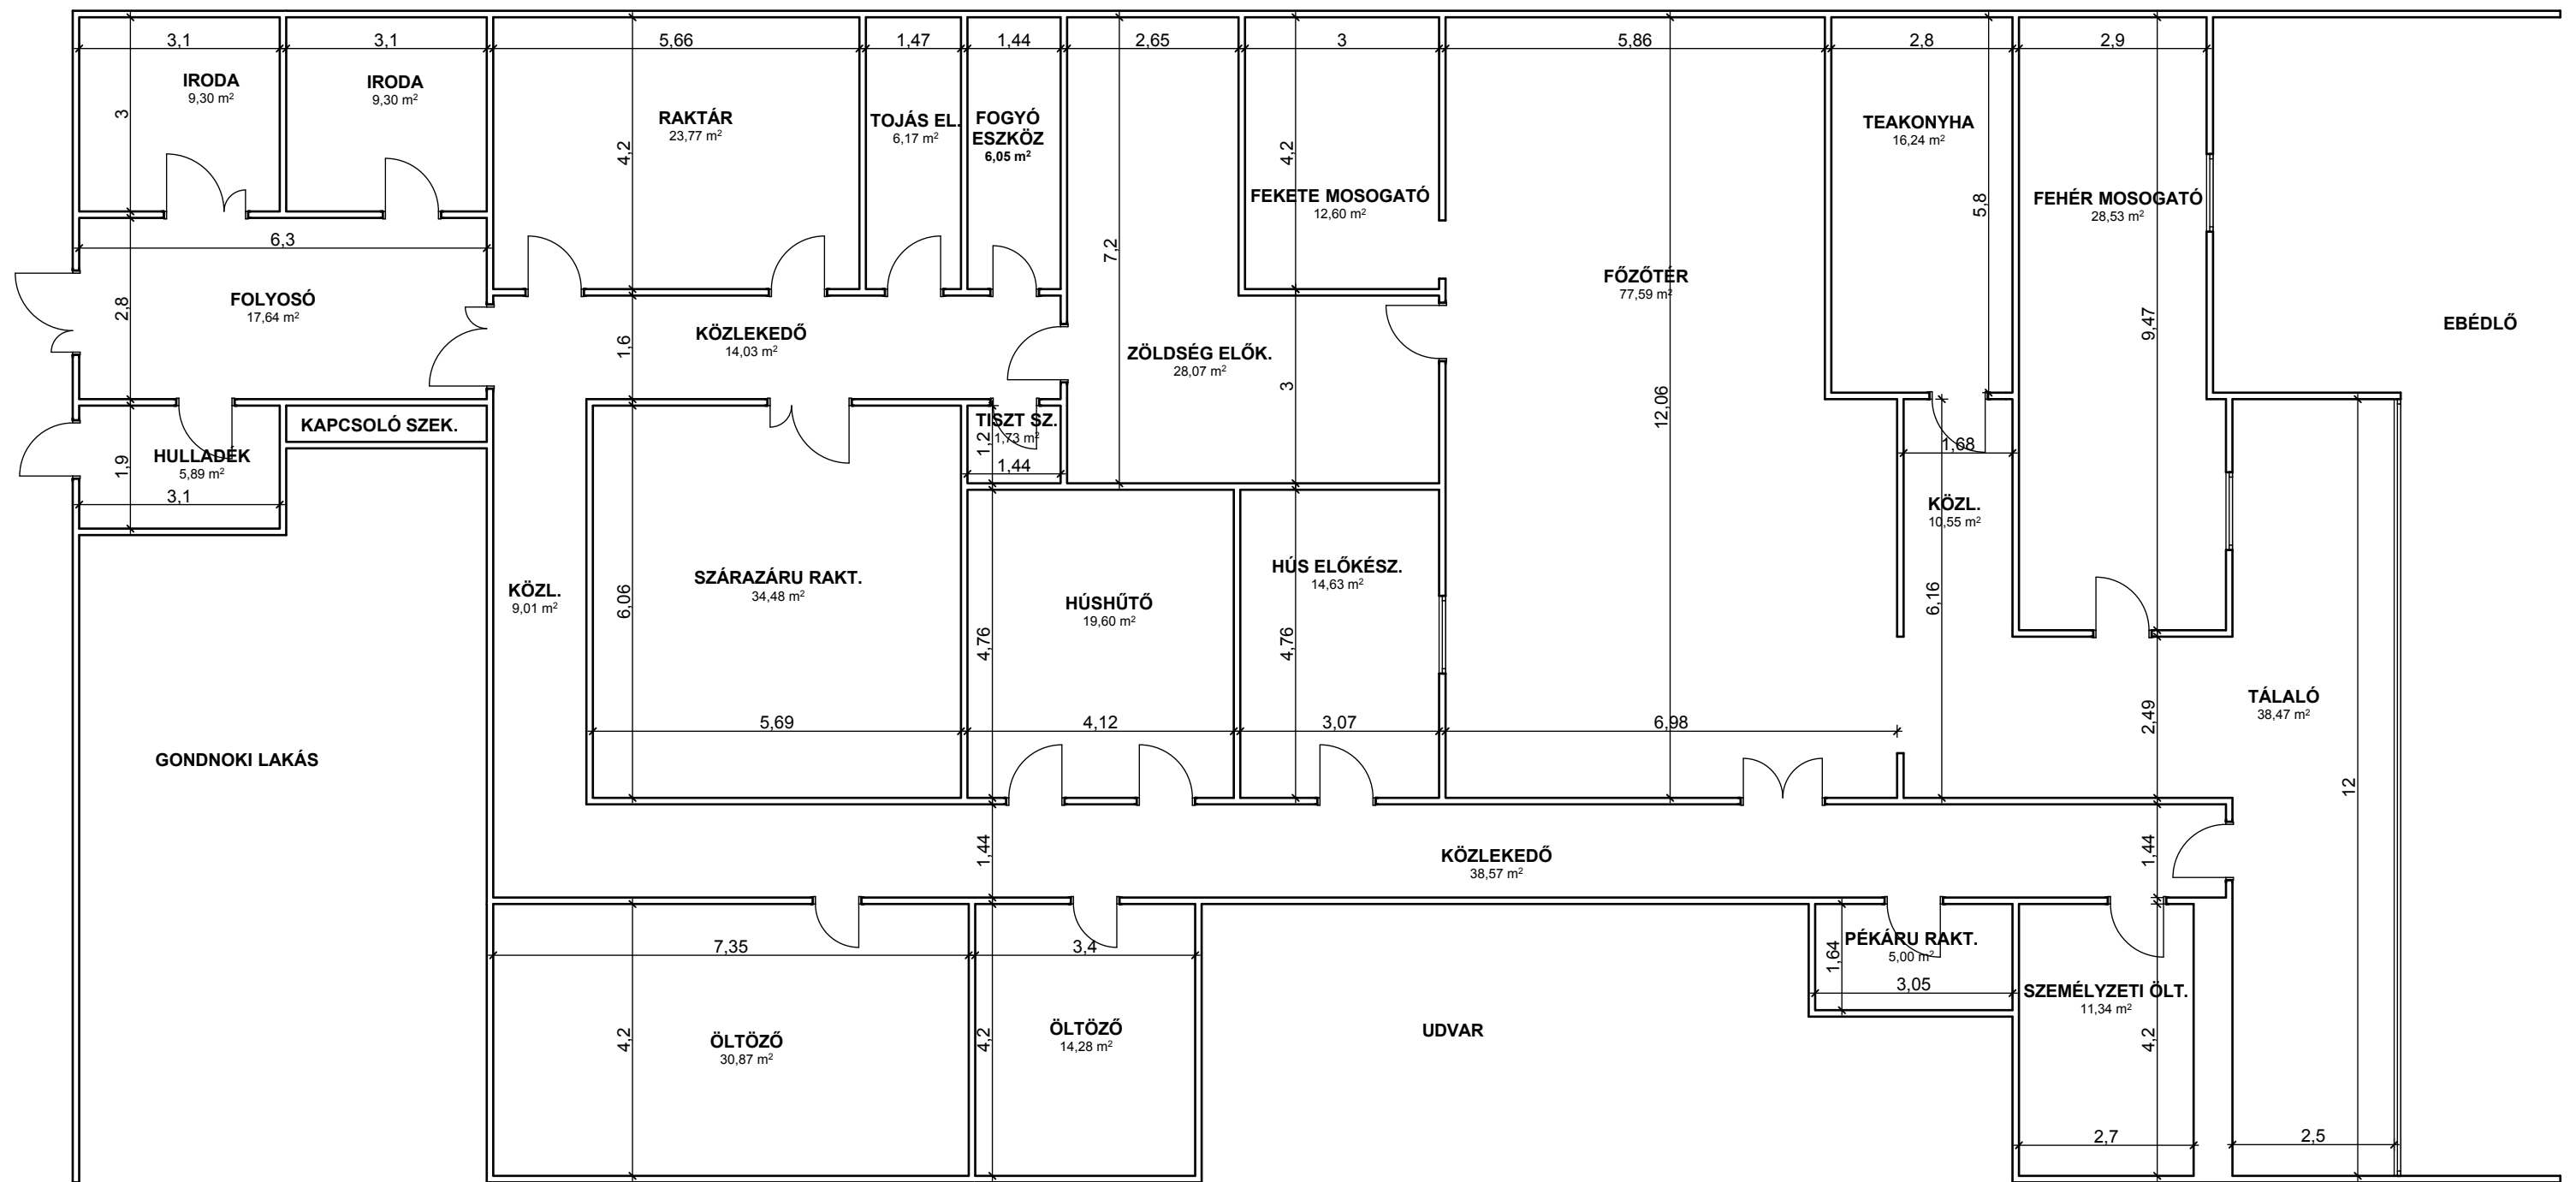 3,1
3,1
5,66
1,47
1,44
2,65
3
5,86
2,8
2,9
IRODA
9,30 m²
3
IRODA
9,30 m²
RAKTÁR
23,77 m²
4,2
TOJÁS EL.
6,17 m²
FOGYÓ
ESZKÖZ
6,05 m²
4,2
FEKETE MOSOGATÓ
12,60 m²
TEAKONYHA
16,24 m²
5,8
FEHÉR MOSOGATÓ
28,53 m²
6,3
7,2
FŐZŐTÉR
77,59 m²
FOLYOSÓ
17,64 m²
2,8
KÖZLEKEDŐ
14,03 m²
1,6
ZÖLDSÉG ELŐK.
28,07 m²
3
9,47
EBÉDLŐ
12,06
KAPCSOLÓ SZEK.
TISZT SZ.
1,73 m²
1,2
1,44
1,68
HULLADÉK
5,89 m²
1,9
3,1
KÖZL.
10,55 m²
KÖZL.
9,01 m²
SZÁRAZÁRU RAKT.
34,48 m²
6,06
HÚSHŰTŐ
19,60 m²
4,76
HÚS ELŐKÉSZ.
14,63 m²
4,76
6,16
5,69
4,12
3,07
6,98
2,49
TÁLALÓ
38,47 m²
GONDNOKI LAKÁS
12
1,44
KÖZLEKEDŐ
38,57 m²
1,44
7,35
3,4
PÉKÁRU RAKT.
5,00 m²
1,64
3,05
SZEMÉLYZETI ÖLT.
11,34 m²
ÖLTÖZŐ
30,87 m²
4,2
ÖLTÖZŐ
14,28 m²
4,2
UDVAR
4,2
2,7
2,5